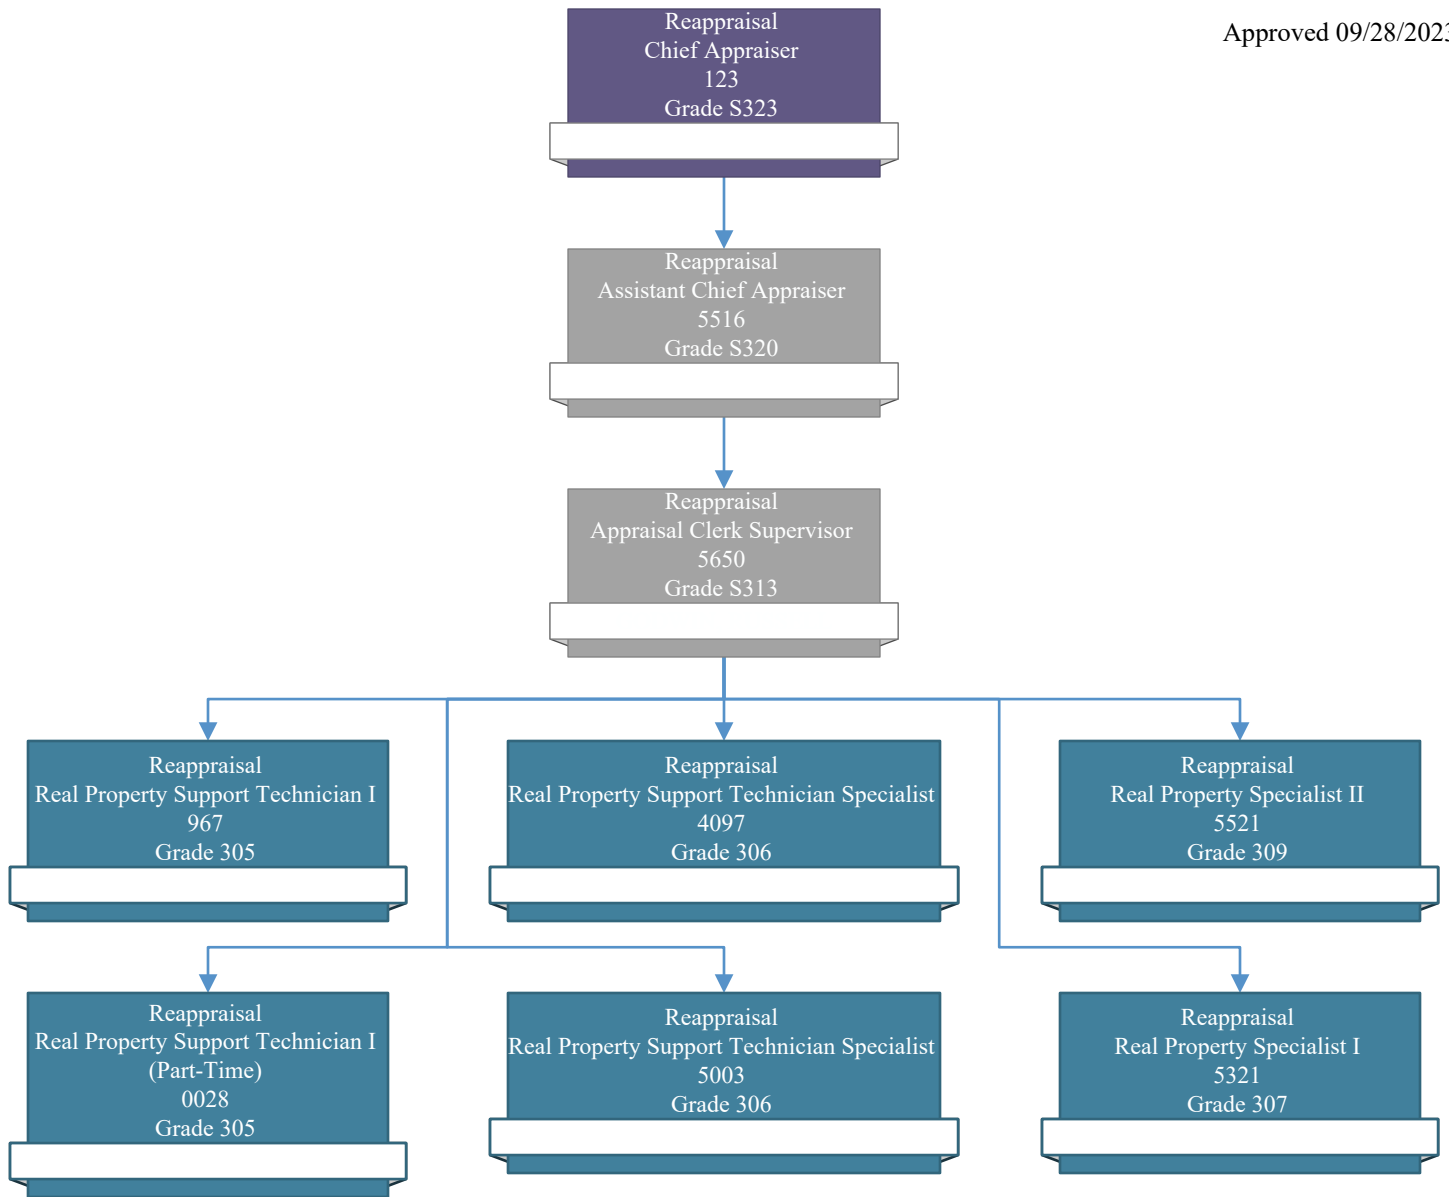 Approved 09/28/2023
Reappraisal
Chief Appraiser
123
Grade S323
Reappraisal
Assistant Chief Appraiser
5516
Grade S320
Reappraisal
Appraisal Clerk Supervisor
5650
Grade S313
Reappraisal
Real Property Support Technician I
967
Grade 305
Reappraisal
Real Property Support Technician Specialist
4097
Grade 306
Reappraisal
Real Property Specialist II
5521
Grade 309
Reappraisal
Real Property Support Technician I
(Part-Time)
0028
Grade 305
Reappraisal
Real Property Support Technician Specialist
5003
Grade 306
Reappraisal
Real Property Specialist I
5321
Grade 307